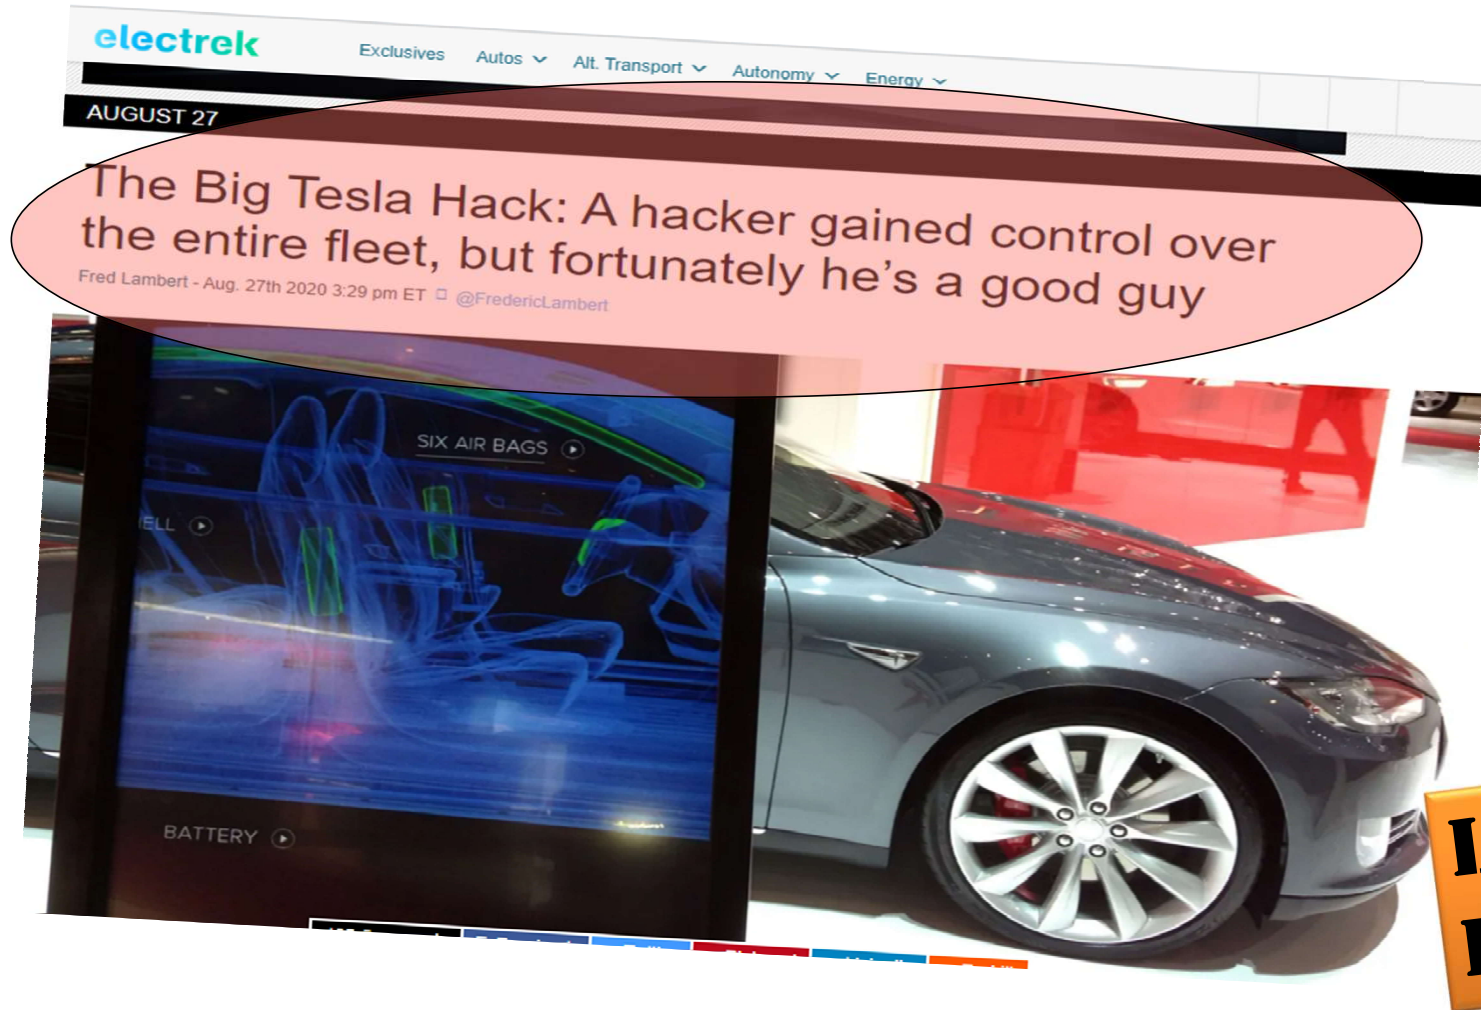 electrek
Exclusives Autos Alt. Transport Autonomy Energy
AUGUST 27
The Big Tesla Hack: A hacker gained control over
the entire fleet, but fortunately he's a good guy
Fred Lambert - Aug. 27th 2020 3:29 pm ET @FredericLambert
SIX AIR BAGS
ELL
BATTERY